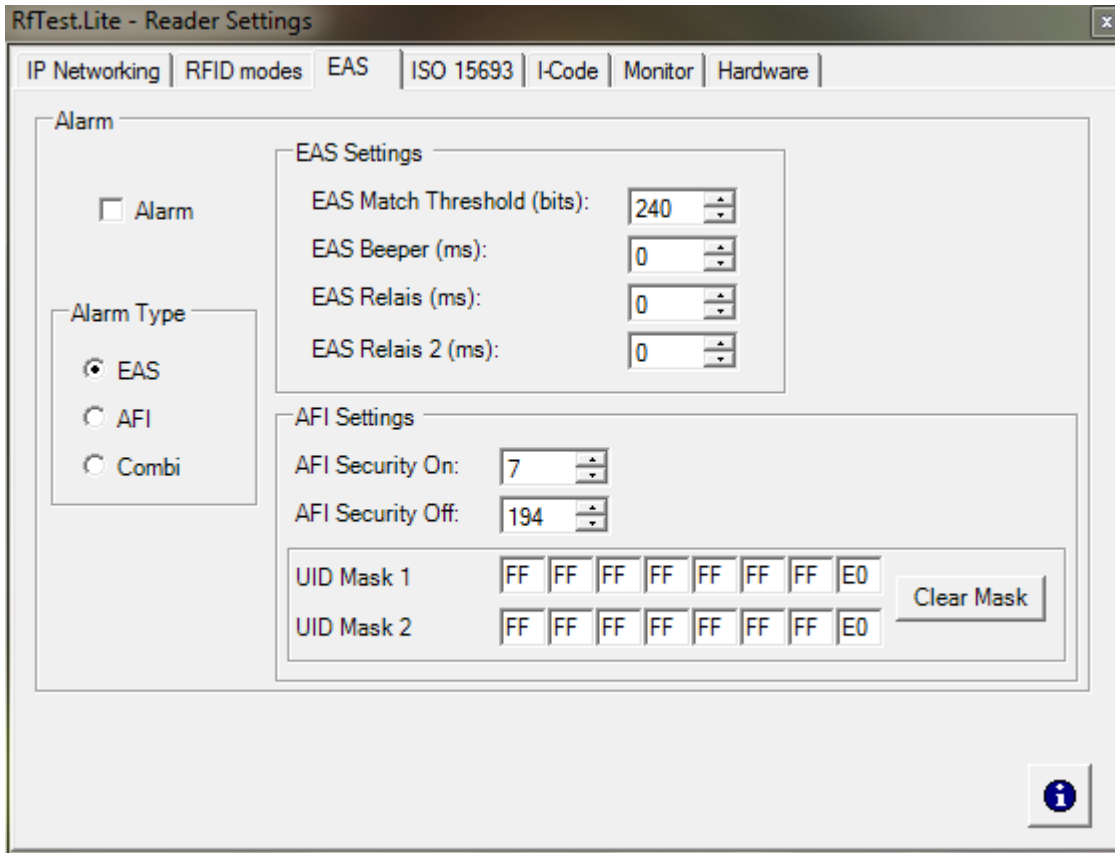 RfTest.Lite - Reader Settings
x
IP Networking RFID modes EAS ISO 15693 I-Code Monitor Hardware
Alarm
Alarm
Alarm Type
EAS
AFI
Combi
EAS Settings
EAS Match Threshold (bits): 240
EAS Beeper (ms): 0
EAS Relais (ms): 0
EAS Relais 2 (ms): 0
AFI Settings
AFI Security On: 7
AFI Security Off: 194
UID Mask 1 FF FF FF FF FF FF FF E0
UID Mask 2 FF FF FF FF FF FF FF E0
Clear Mask
i